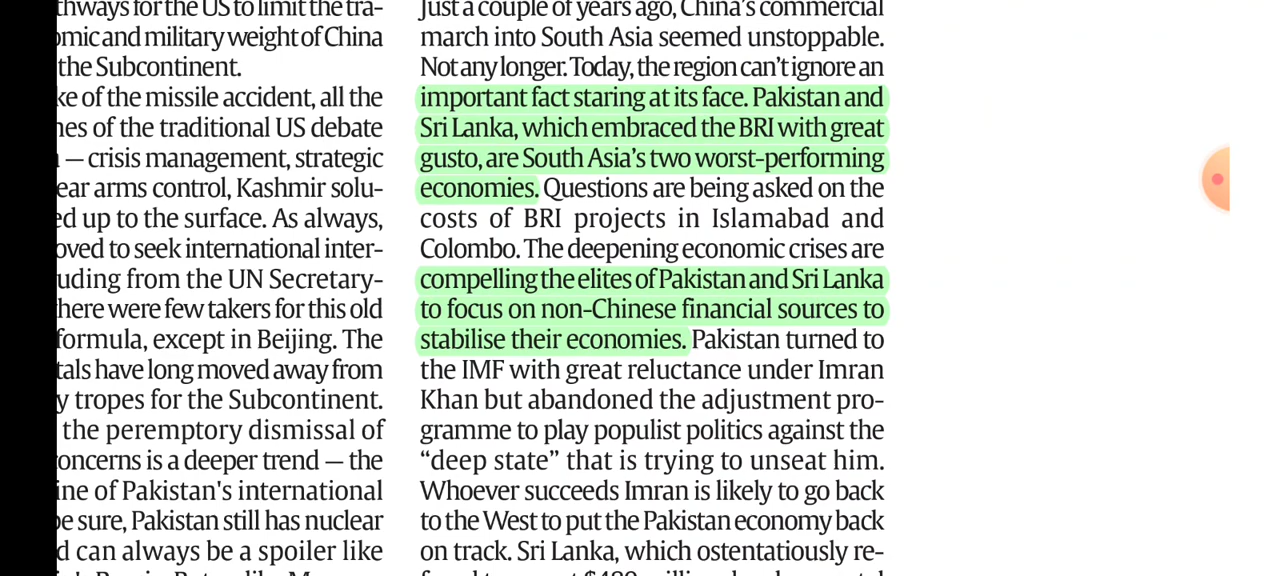 thways for the US to limit the tra-
omic and military weight of China
the Subcontinent.
ke of the missile accident, all the
nes of the traditional US debate
— crisis management, strategic
ear arms control, Kashmir solu-
ed up to the surface. As always,
oved to seek international inter-
uding from the UN Secretary-
here were few takers for this old
formula, except in Beijing. The
tals have long moved away from
y tropes for the Subcontinent.
the peremptory dismissal of
oncerns is a deeper trend — the
ine of Pakistan's international
be sure, Pakistan still has nuclear
d can always be a spoiler like
Just a couple of years ago, China's commercial
march into South Asia seemed unstoppable.
Not any longer. Today, the region can't ignore an
important fact staring at its face. Pakistan and
Sri Lanka, which embraced the BRI with great
gusto, are South Asia's two worst-performing
economies. Questions are being asked on the
costs of BRI projects in Islamabad and
Colombo. The deepening economic crises are
compelling the elites of Pakistan and Sri Lanka
to focus on non-Chinese financial sources to
stabilise their economies. Pakistan turned to
the IMF with great reluctance under Imran
Khan but abandoned the adjustment pro-
gramme to play populist politics against the
“deep state” that is trying to unseat him.
Whoever succeeds Imran is likely to go back
to the West to put the Pakistan economy back
on track. Sri Lanka, which ostentatiously re-